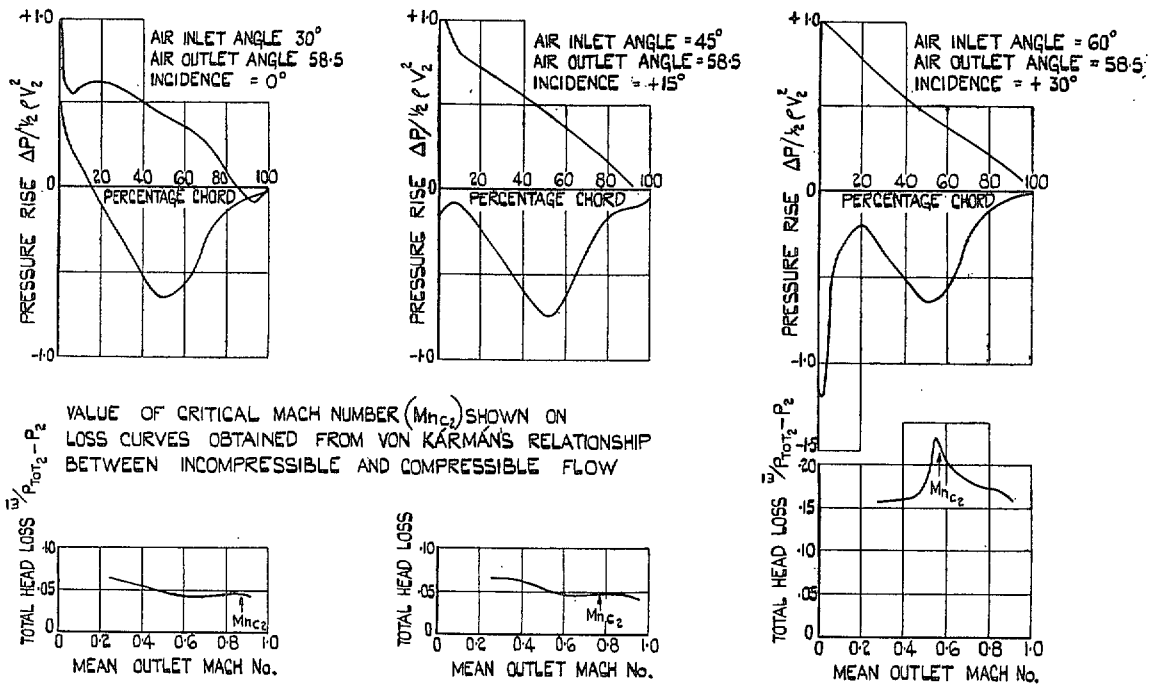 +1.0
AIR INLET ANGLE 30°
AIR OUTLET ANGLE 58.5
INCIDENCE = 0°
PRESSURE RISE ΔP/½ρV₂²
0
20 40 60 80 100
PERCENTAGE CHORD
-1.0
+1.0
AIR INLET ANGLE = 45°
AIR OUTLET ANGLE = 58.5
INCIDENCE = +15°
PRESSURE RISE ΔP/½ρV₂²
0
20 40 60 80 100
PERCENTAGE CHORD
-1.0
+1.0
AIR INLET ANGLE = 60°
AIR OUTLET ANGLE = 58.5
INCIDENCE = + 30°
PRESSURE RISE ΔP/½ρV₂²
0
20 40 60 80 100
PERCENTAGE CHORD
-1.0
-1.5
VALUE OF CRITICAL MACH NUMBER (Mnc₂) SHOWN ON
LOSS CURVES OBTAINED FROM VON KÁRMÁN'S RELATIONSHIP
BETWEEN INCOMPRESSIBLE AND COMPRESSIBLE FLOW
TOTAL HEAD LOSS ω̅/PTOT₂-P₂
.10
.05
0
Mnc₂
0 0.2 0.4 0.6 0.8 1.0
MEAN OUTLET MACH No.
TOTAL HEAD LOSS
.10
.05
0
Mnc₂
0 0.2 0.4 0.6 0.8 1.0
MEAN OUTLET MACH No.
TOTAL HEAD LOSS ω̅/PTOT₂-P₂
.20
.15
.10
.05
0
Mnc₂
0 0.2 0.4 0.6 0.8 1.0
MEAN OUTLET MACH No.